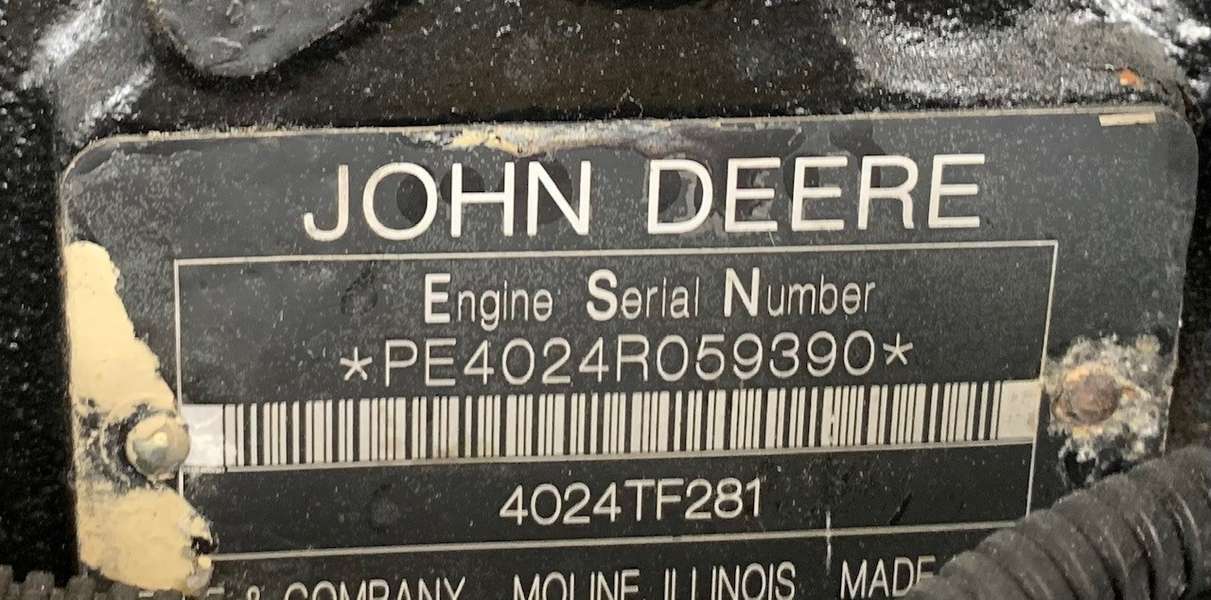 JOHN DEERE
Engine Serial Number
*PE4024R059390*
4024TF281
& COMPANY MOLINE, ILLINOIS MADE